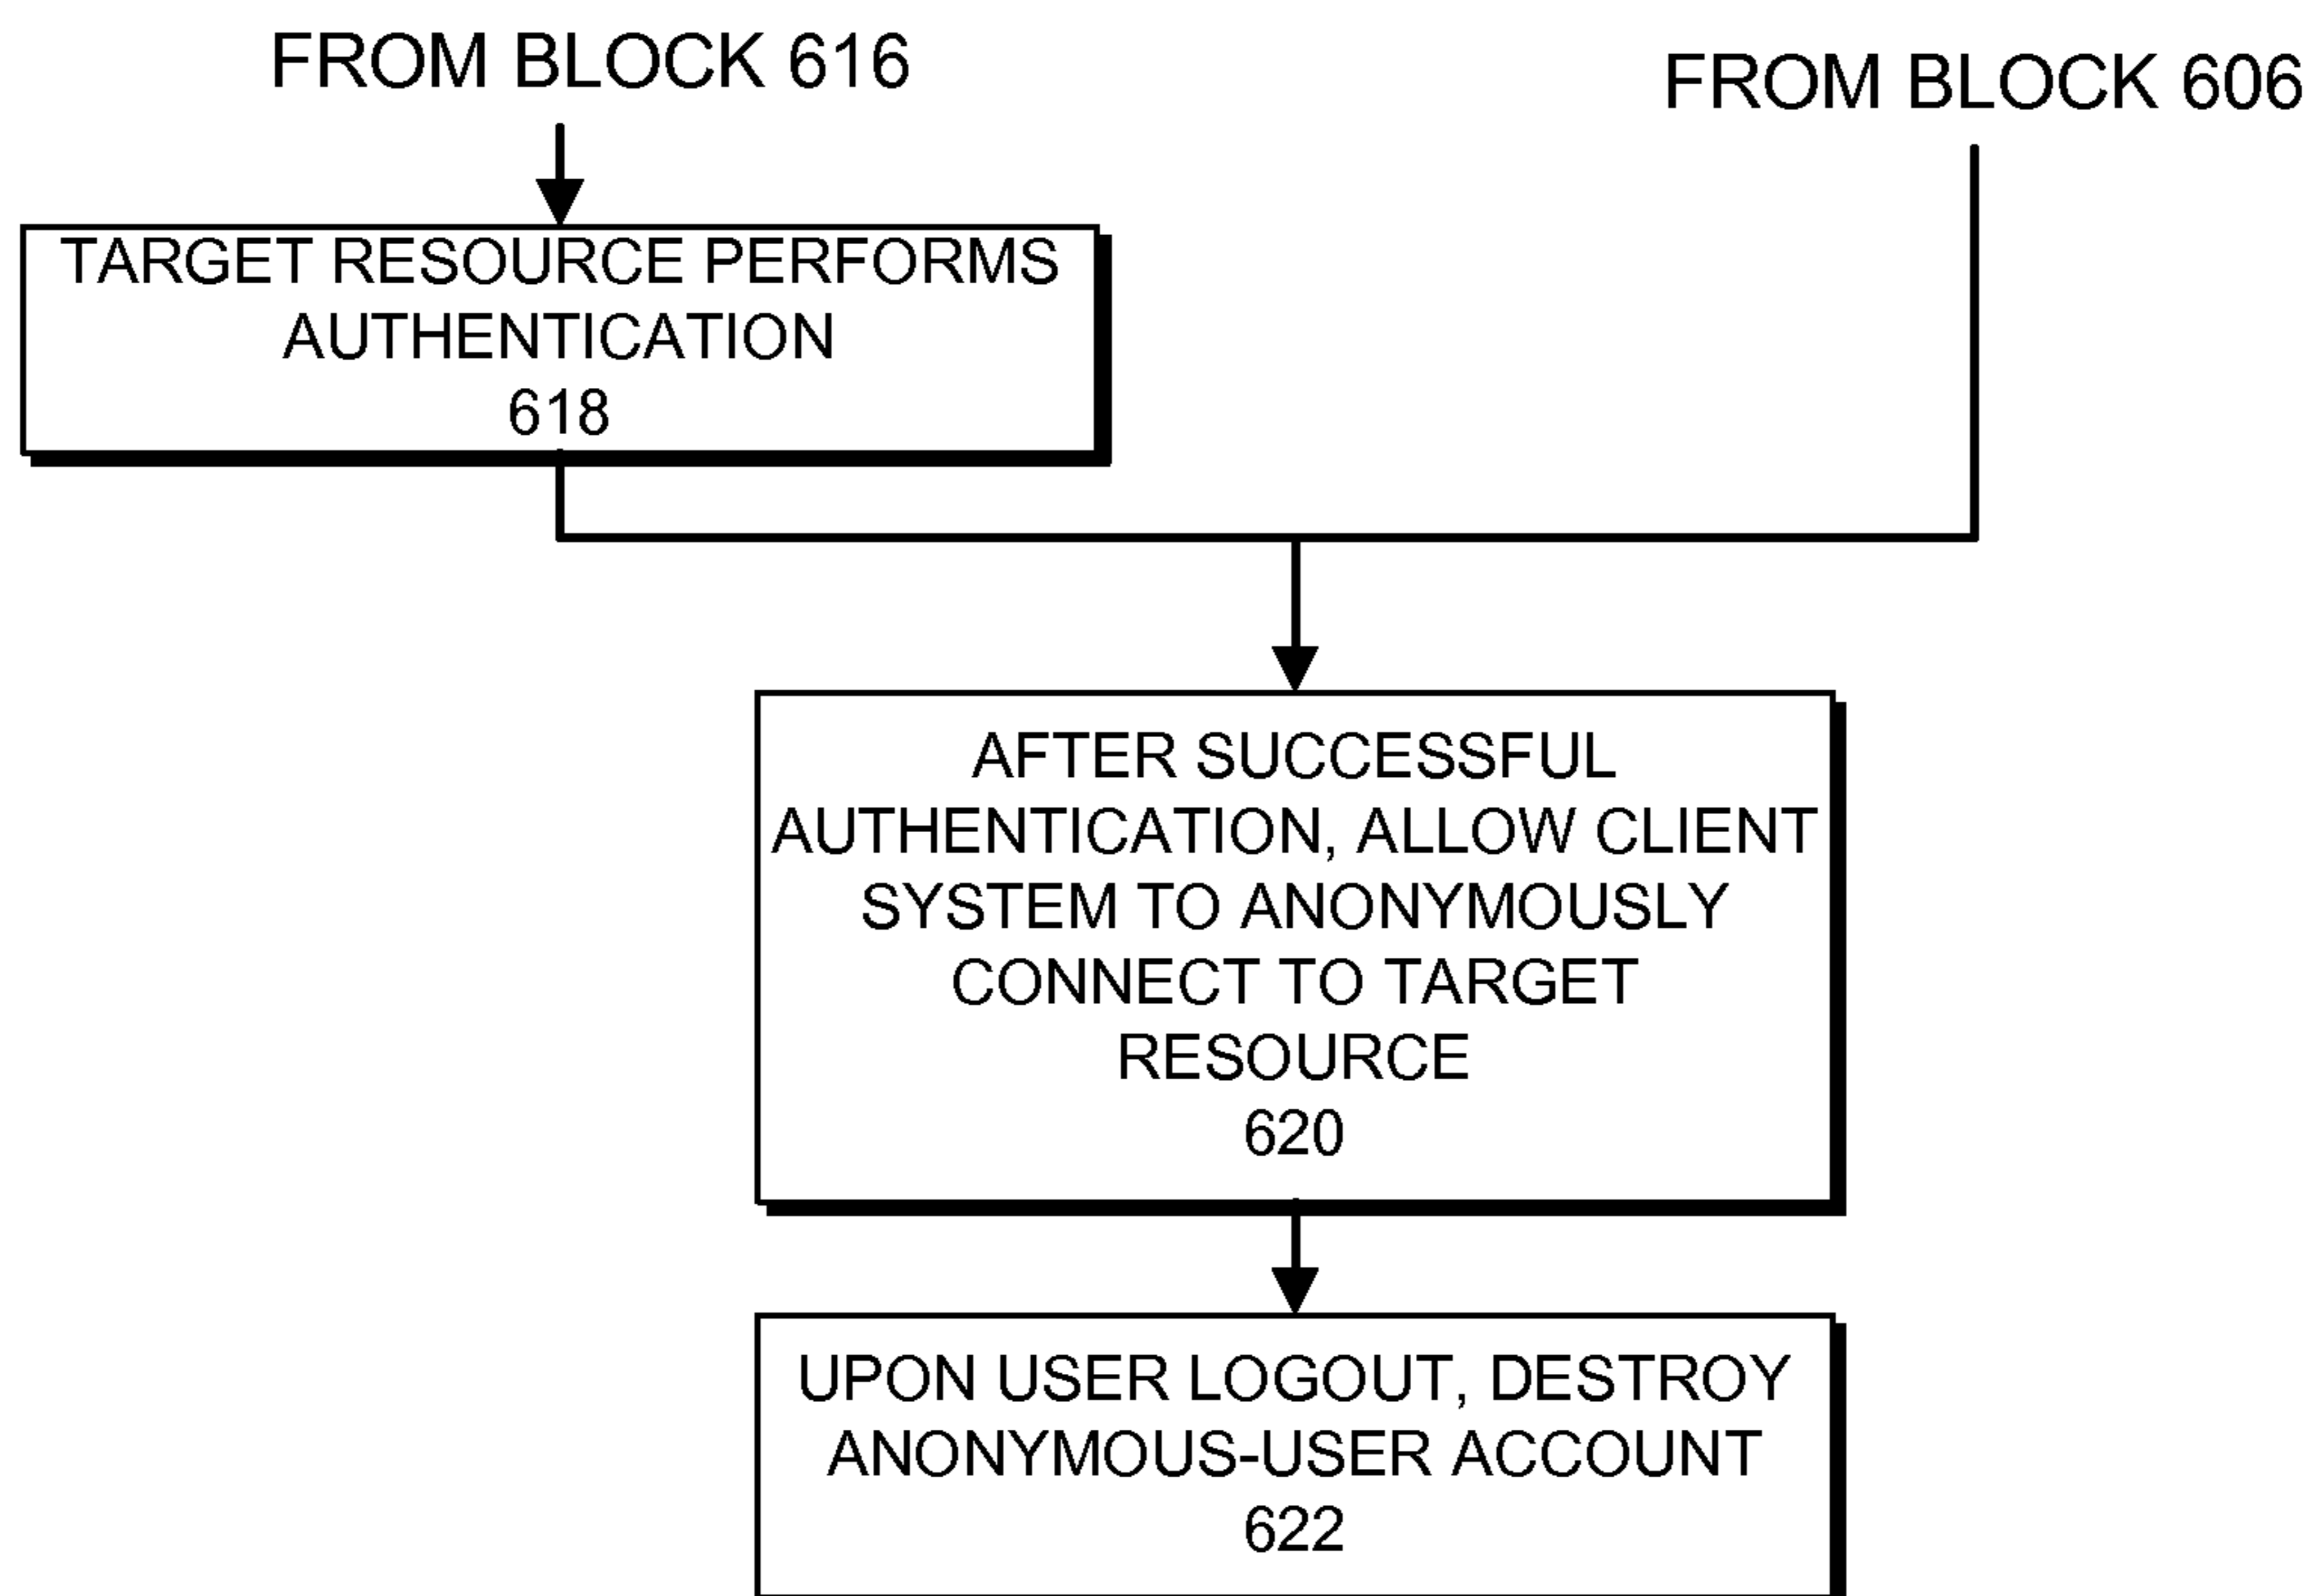 FROM BLOCK 616
FROM BLOCK 606
TARGET RESOURCE PERFORMS
AUTHENTICATION
618
AFTER SUCCESSFUL
AUTHENTICATION, ALLOW CLIENT
SYSTEM TO ANONYMOUSLY
CONNECT TO TARGET
RESOURCE
620
UPON USER LOGOUT, DESTROY
ANONYMOUS-USER ACCOUNT
622